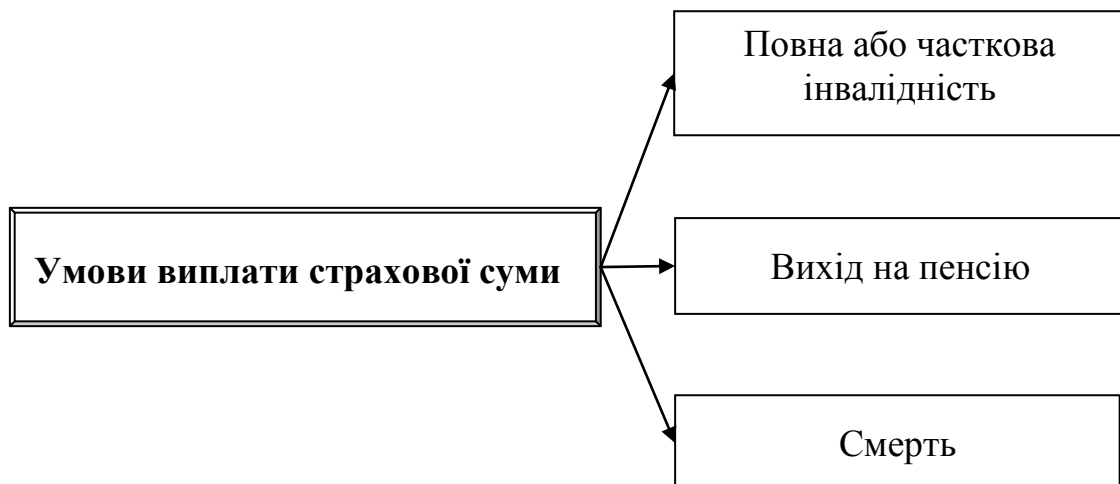 Повна або часткова
інвалідність
Умови виплати страхової суми
Вихід на пенсію
Смерть